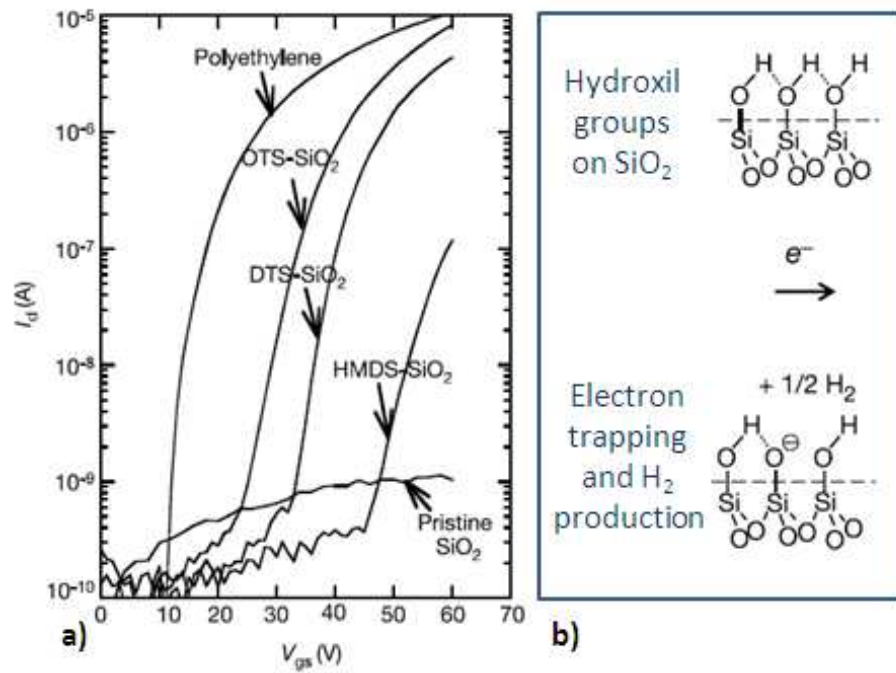 10⁻⁵
10⁻⁶
10⁻⁷
10⁻⁸
10⁻⁹
10⁻¹⁰
I_d (A)
Polyethylene
OTS-SiO₂
DTS-SiO₂
HMDS-SiO₂
Pristine
SiO₂
0 10 20 30 40 50 60 70
V_gs (V)
a)
Hydroxil
groups
on SiO₂
H H H
O O O
Si Si Si
O O O O O
e⁻
+ 1/2 H₂
Electron
trapping
and H₂
production
H H
O O ⊖ O
Si Si Si
O O O O O
b)